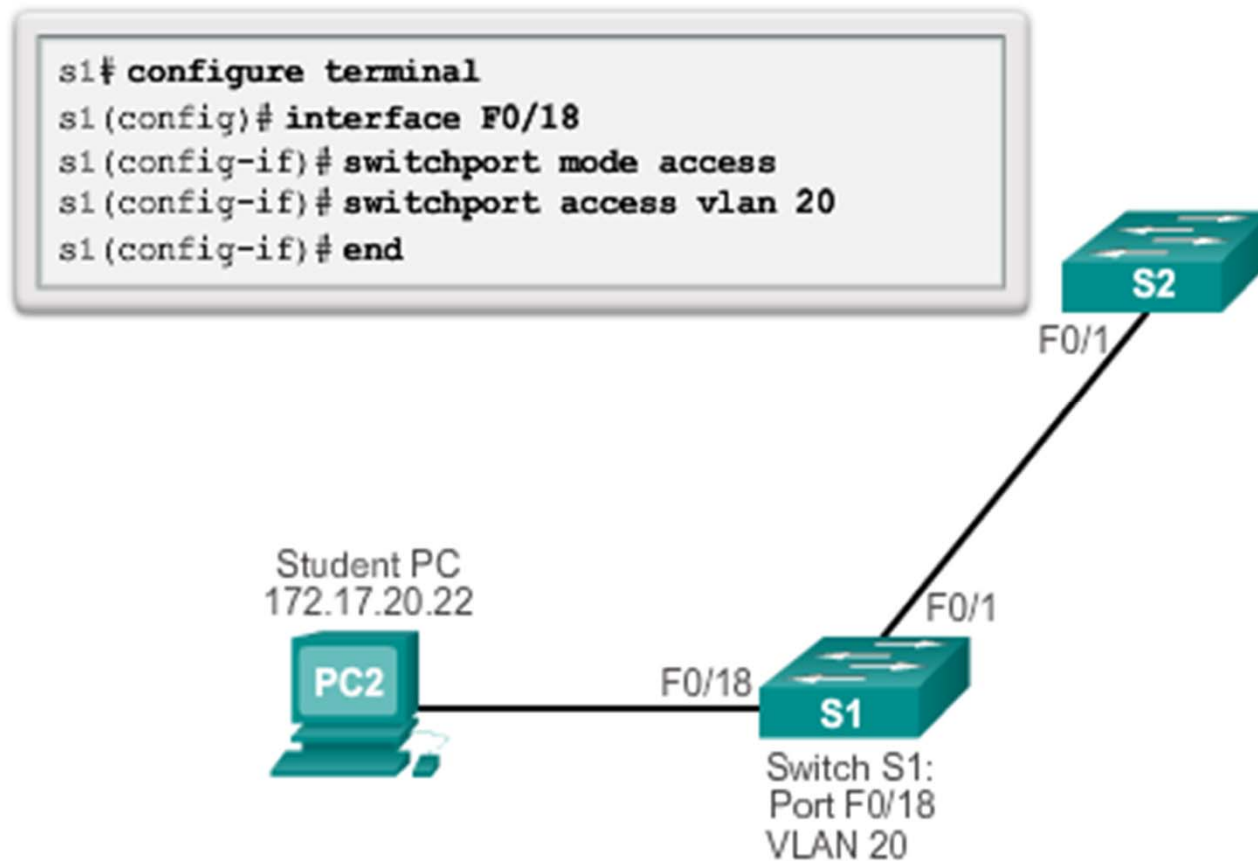 s1# configure terminal
s1(config)# interface F0/18
s1(config-if)# switchport mode access
s1(config-if)# switchport access vlan 20
s1(config-if)# end
S2
F0/1
Student PC
172.17.20.22
F0/1
PC2
F0/18
S1
Switch S1:
Port F0/18
VLAN 20